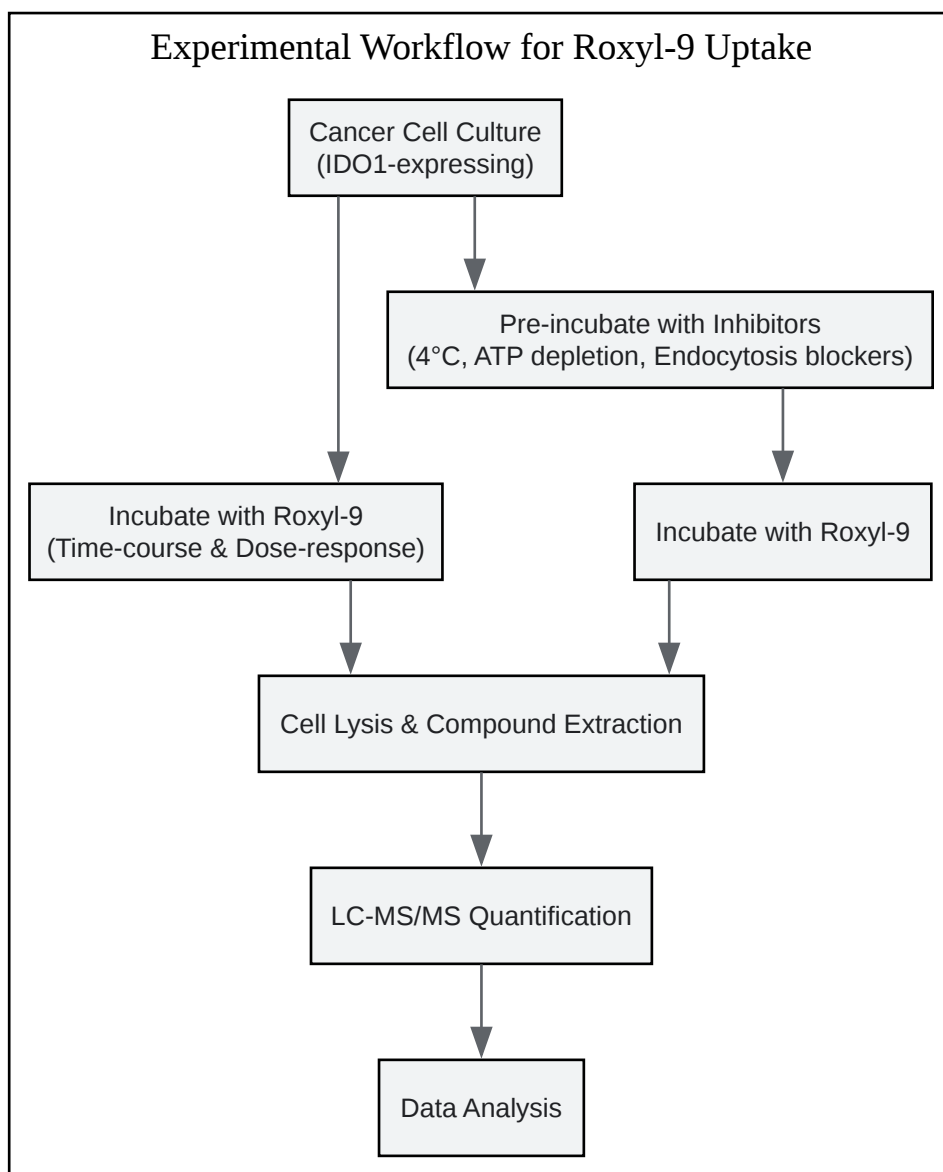 Experimental Workflow for Roxyl-9 Uptake
Cancer Cell Culture
(IDO1-expressing)
Pre-incubate with Inhibitors
(4°C, ATP depletion, Endocytosis blockers)
Incubate with Roxyl-9
(Time-course & Dose-response)
Incubate with Roxyl-9
Cell Lysis & Compound Extraction
LC-MS/MS Quantification
Data Analysis